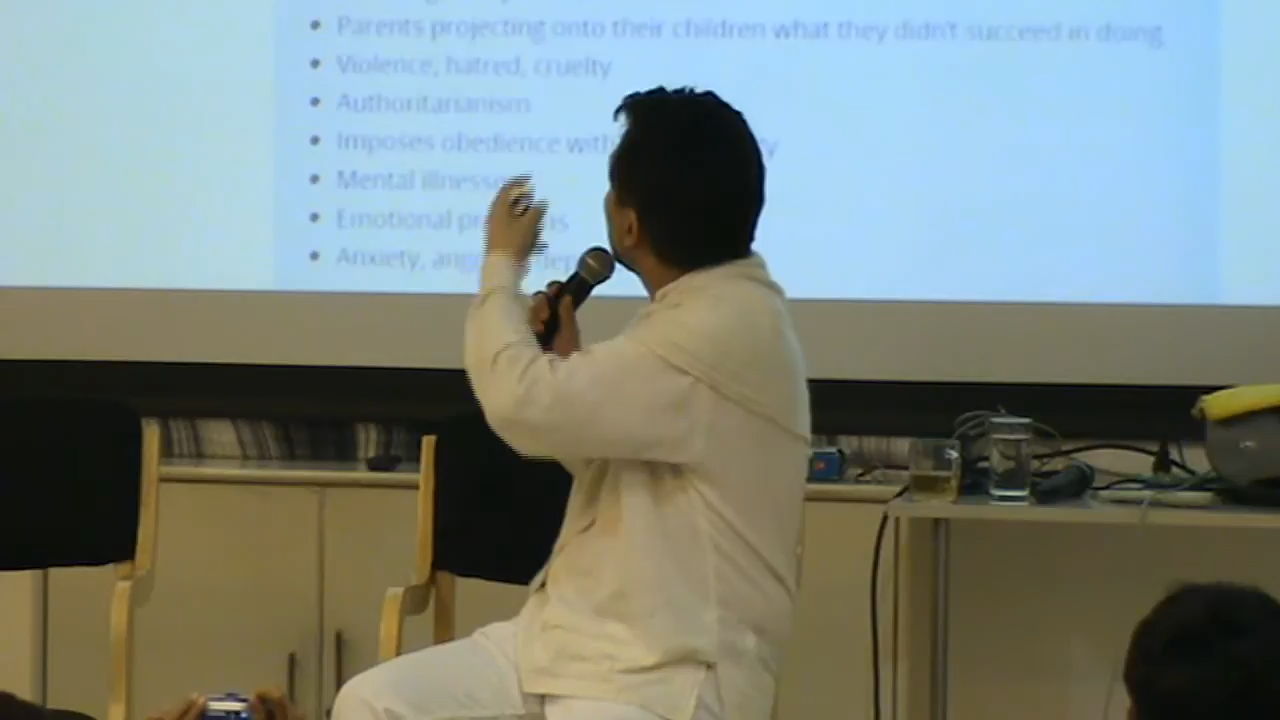 • Parents projecting onto their children what they didn't succeed in doing
• Violence, hatred, cruelty
• Authoritarianism
• Imposes obedience with
• Mental illnesses
• Emotional
• Anxiety,